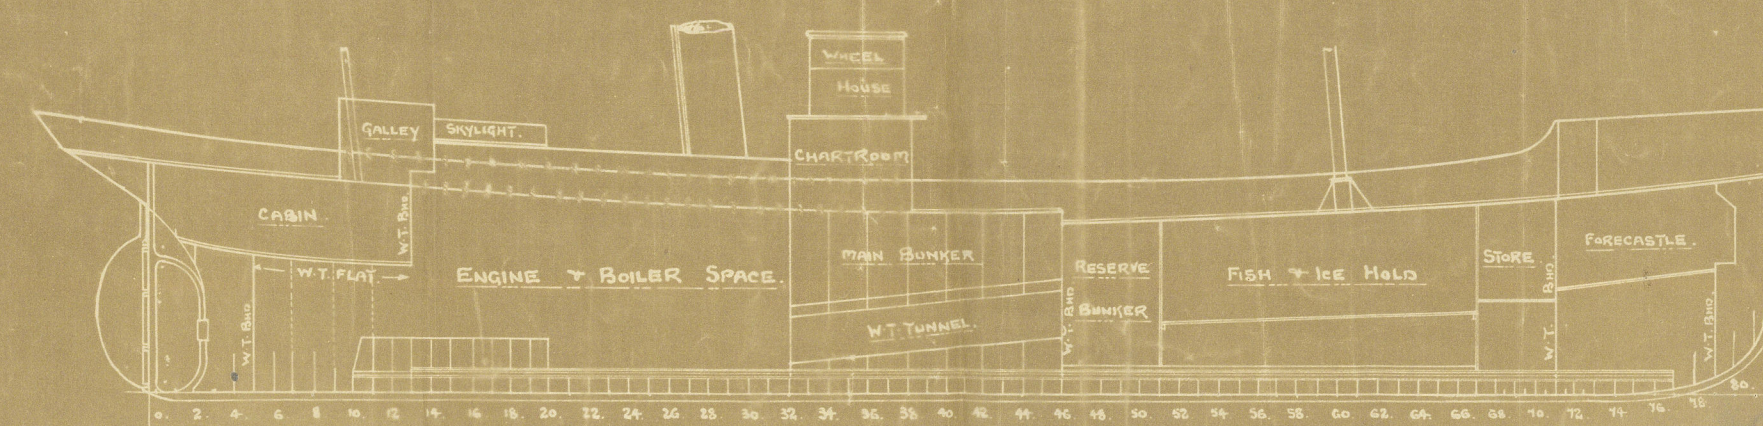 WHEEL
HOUSE
GALLEY
SKYLIGHT.
CHARTROOM
CABIN.
W.T. BHD.
W.T. FLAT.
W.T. BHD
ENGINE & BOILER SPACE.
MAIN BUNKER
W.T. TUNNEL.
RESERVE
BUNKER
W.T. BHD
FISH & ICE HOLD
STORE.
W.T. BHD.
FORECASTLE.
W.T. BHD.
0. 2. 4. 6. 8 10. 12 14. 16. 18. 20. 22. 24. 26. 28. 30. 32. 34. 36. 38. 40. 42. 44. 46. 48. 50. 52 54. 56. 58. 60. 62. 64. 66. 68. 70. 72. 74 76. 78. 80.